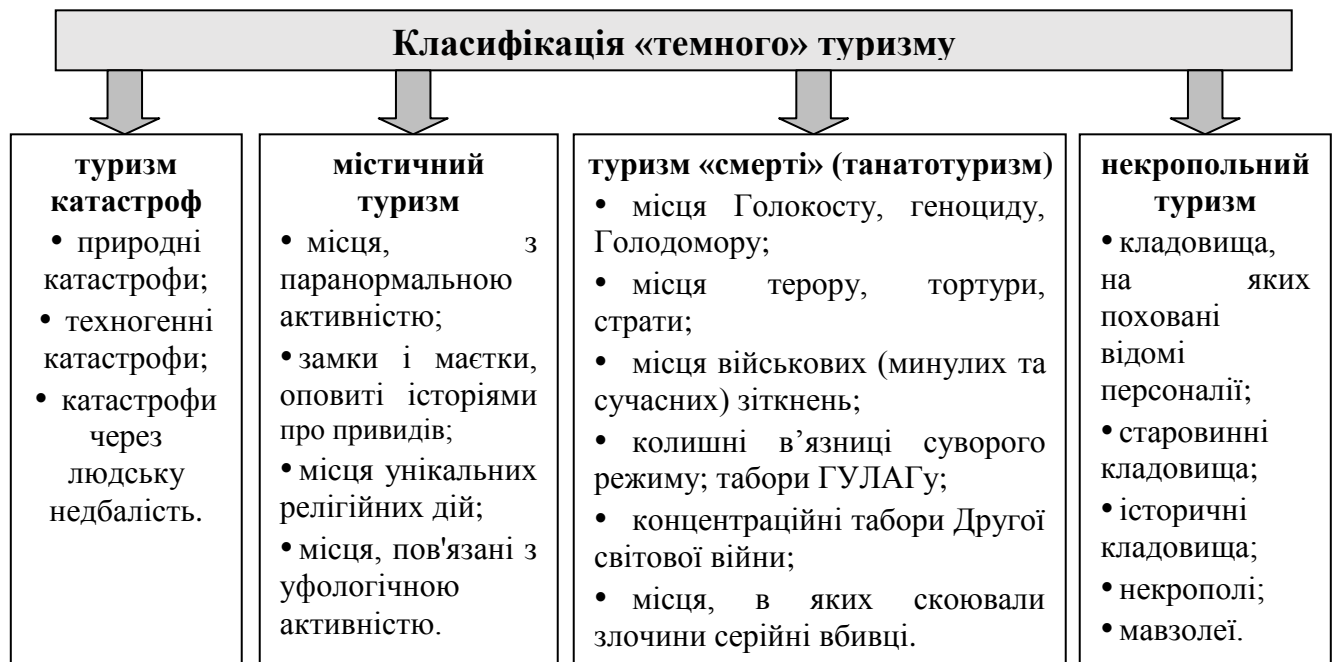 Класифікація «темного» туризму
туризм
катастроф
• природні
катастрофи;
• техногенні
катастрофи;
• катастрофи
через
людську
недбалість.
містичний
туризм
• місця, з
паранормальною
активністю;
• замки і маєтки,
оповиті історіями
про привидів;
• місця унікальних
релігійних дій;
• місця, пов'язані з
уфологічною
активністю.
туризм «смерті» (танатотуризм)
• місця Голокосту, геноциду,
Голодомору;
• місця терору, тортури,
страти;
• місця військових (минулих та
сучасних) зіткнень;
• колишні в’язниці суворого
режиму; табори ГУЛАГу;
• концентраційні табори Другої
світової війни;
• місця, в яких скоювали
злочини серійні вбивці.
некропольний
туризм
• кладовища,
на яких
поховані
відомі
персоналії;
• старовинні
кладовища;
• історичні
кладовища;
• некрополі;
• мавзолеї.